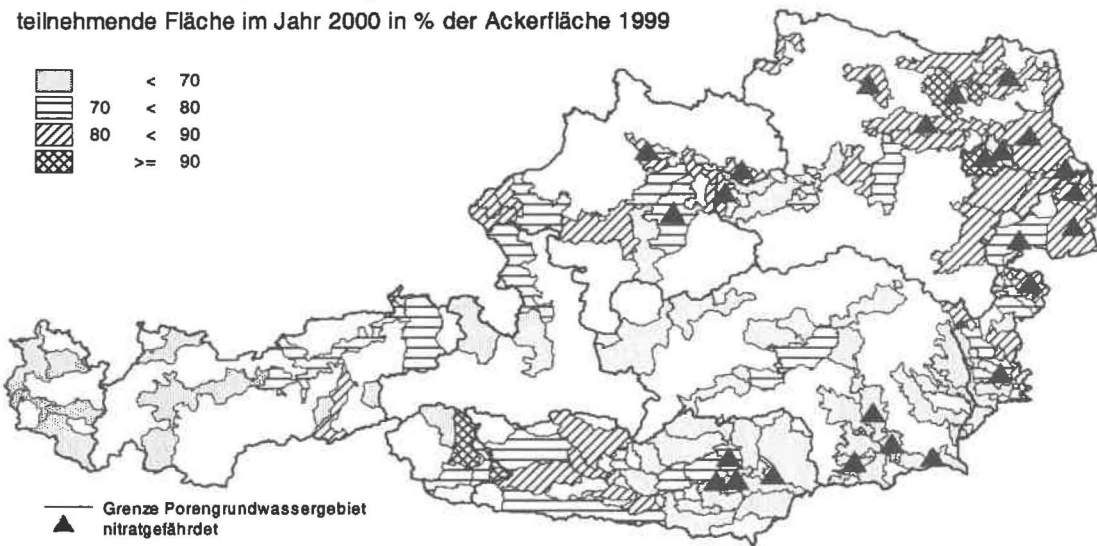 teilnehmende Fläche im Jahr 2000 in % der Ackerfläche 1999
< 70
70 < 80
80 < 90
>= 90
Grenze Porengrundwassergebiet
nitratgefährdet